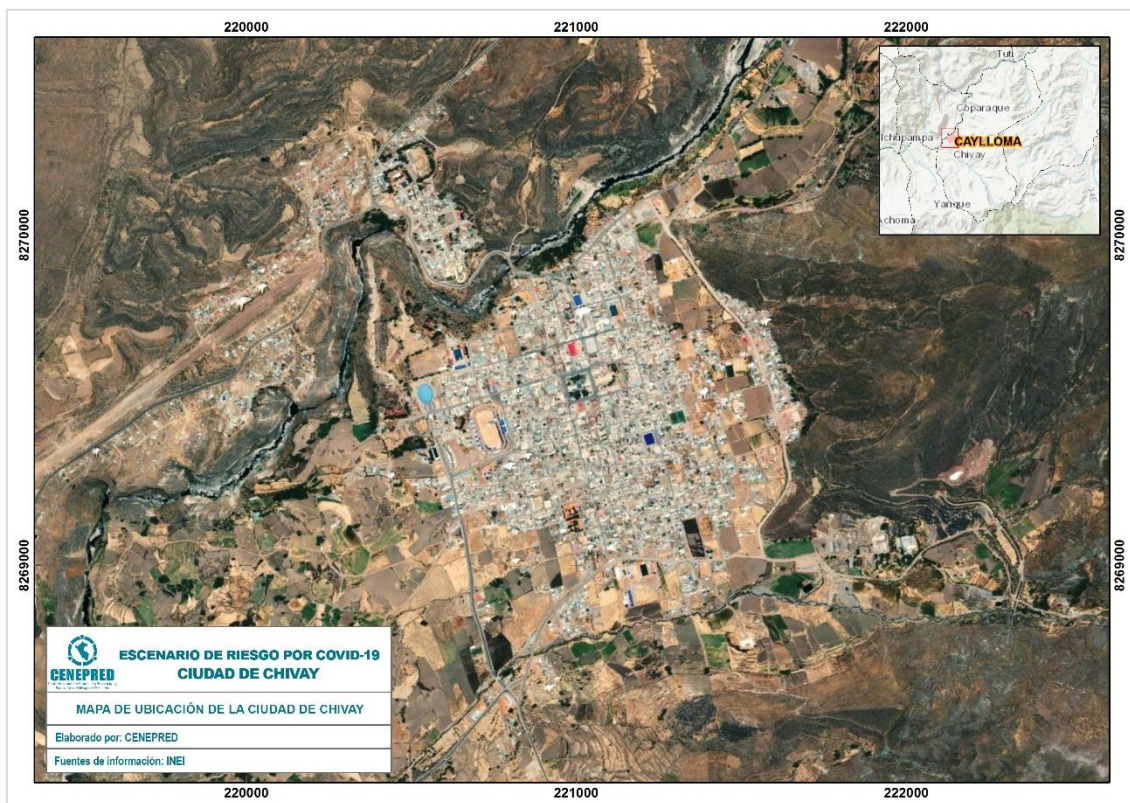 220000
221000
222000
8270000
8269000
Tuti
Coparaque
Ichupampa
CAYLLOMA
Chivay
Yanque
Achoma
8270000
8269000
CENEPRED
ESCENARIO DE RIESGO POR COVID-19
CIUDAD DE CHIVAY
MAPA DE UBICACIÓN DE LA CIUDAD DE CHIVAY
Elaborado por: CENEPRED
Fuentes de información: INEI
220000
221000
222000